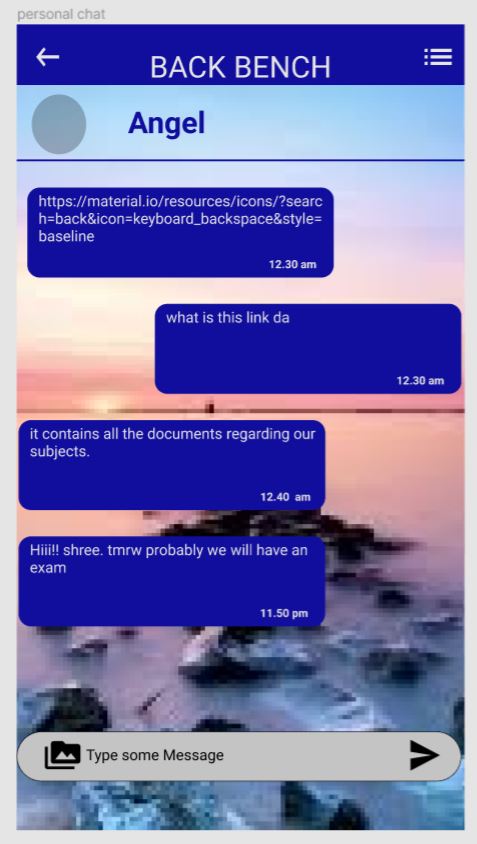 personal chat
BACK BENCH
Angel
https://material.io/resources/icons/?searc
h=back&icon=keyboard_backspace&style=
baseline
12.30 am
what is this link da
12.30 am
it contains all the documents regarding our
subjects.
12.40 am
Hiii!! shree. tmrw probably we will have an
exam
11.50 pm
Type some Message